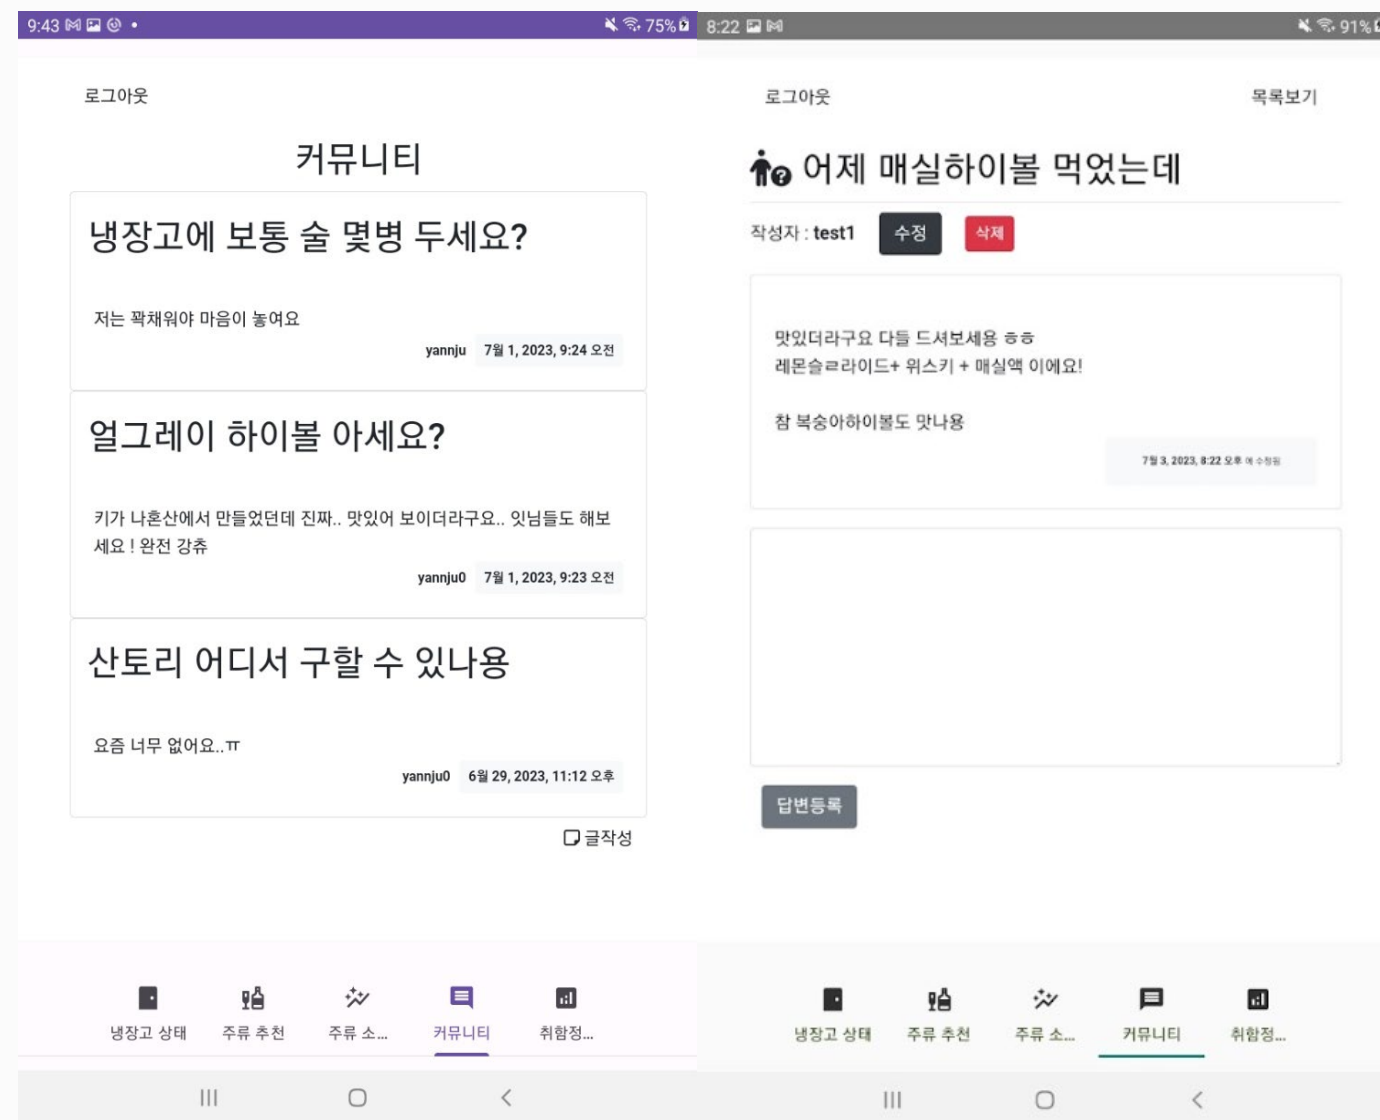 9:43
75%
로그아웃
커뮤니티
냉장고에 보통 술 몇병 두세요?
저는 꽉채워야 마음이 놓여요
yannju 7월 1, 2023, 9:24 오전
얼그레이 하이볼 아세요?
키가 나혼산에서 만들었던데 진짜.. 맛있어 보이더라구요.. 잇님들도 해보
세요 ! 완전 강츄
yannju0 7월 1, 2023, 9:23 오전
산토리 어디서 구할 수 있나용
요즘 너무 없어요..ㅠ
yannju0 6월 29, 2023, 11:12 오후
글작성
냉장고 상태 주류 추천 주류 소... 커뮤니티 취함정...
8:22
91%
로그아웃 목록보기
어제 매실하이볼 먹었는데
작성자 : test1 수정 삭제
맛있더라구요 다들 드셔보세용 ㅎㅎ
레몬슬ㄹ라이드+ 위스키 + 매실액 이에요!
참 복숭아하이볼도 맛나용
7월 3, 2023, 8:22 오후 에 수정됨
답변등록
냉장고 상태 주류 추천 주류 소... 커뮤니티 취함정...